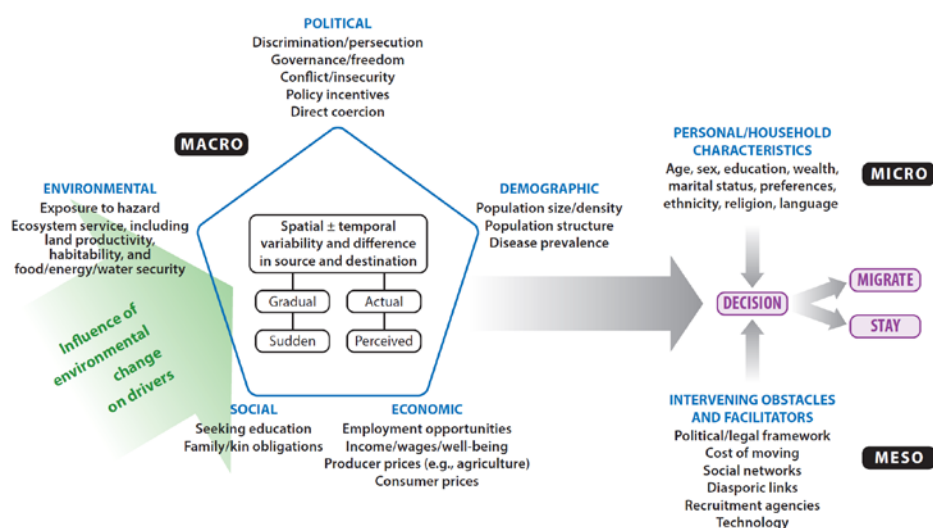 POLITICAL
Discrimination/persecution
Governance/freedom
Conflict/insecurity
Policy incentives
Direct coercion
MACRO
ENVIRONMENTAL
Exposure to hazard
Ecosystem service, including
land productivity,
habitability, and
food/energy/water security
Influence of
environmental
change
on drivers
Spatial ± temporal
variability and difference
in source and destination
Gradual
Actual
Sudden
Perceived
DEMOGRAPHIC
Population size/density
Population structure
Disease prevalence
SOCIAL
Seeking education
Family/kin obligations
ECONOMIC
Employment opportunities
Income/wages/well-being
Producer prices (e.g., agriculture)
Consumer prices
PERSONAL/HOUSEHOLD
CHARACTERISTICS
Age, sex, education, wealth,
marital status, preferences,
ethnicity, religion, language
MICRO
DECISION
MIGRATE
STAY
INTERVENING OBSTACLES
AND FACILITATORS
Political/legal framework
Cost of moving
Social networks
Diasporic links
Recruitment agencies
Technology
MESO